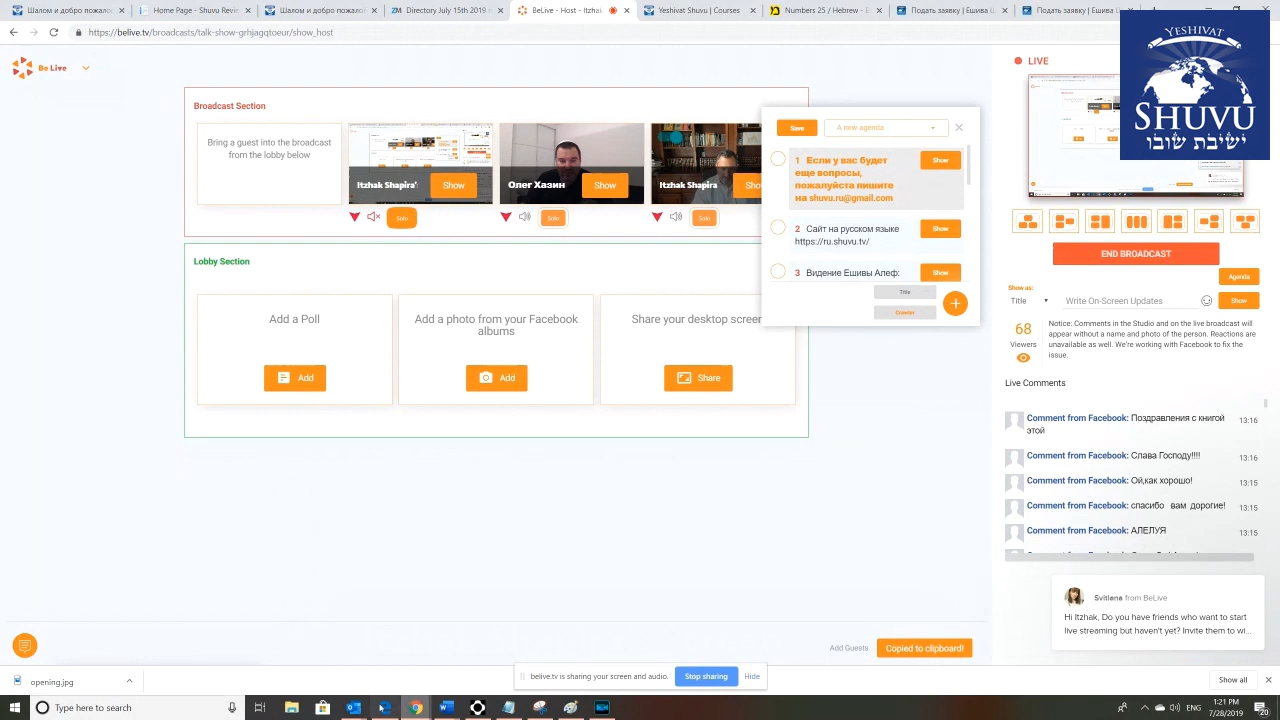 Шалом и добро пожалов
Шалом и добро пожалов
M. Directory July 15th 2019
BeLive - Host - Itzhak
Yeshivat Shuvu | Courses
Numbers 25 / Hebrew - E
Подать заявку | Ешива
Подать заявку | Ешива
https://belive.tv/broadcasts/talk-show-grhjagqtoeur/show_host
Be Live
Broadcast Section
Bring a guest into the broadcast
from the lobby below
Itzhak Shapira'
Show
Show
Itzhak Shapira
Solo
Solo
Solo
Save
A new agenda
1 Если у вас будет
еще вопросы,
пожалуйста пишите
на shuvu.ru@gmail.com
Show
2 Сайт на русском языке
https://ru.shuvu.tv/
Show
3 Видение Ешивы Алеф:
Show
Title
Crawler
Lobby Section
Add a Poll
Add
Add a photo from your Facebook
albums
Add
Share your desktop screen
Share
LIVE
YESHIVAT
SHUVU
ישיבת שובו
END BROADCAST
Agenda
Show as:
Title
Write On-Screen Updates
Show
68
Viewers
Notice: Comments in the Studio and on the live broadcast will
appear without a name and photo of the person. Reactions are
unavailable as well. We're working with Facebook to fix the
issue.
Live Comments
Comment from Facebook: Поздравления с книгой
этой
13:16
Comment from Facebook: Слава Господу!!!!
13:16
Comment from Facebook: Ой,как хорошо!
13:15
Comment from Facebook: спасибо вам дорогие!
13:15
Comment from Facebook: АЛЕЛУЯ
13:15
Svitlana from BeLive
Hi Itzhak, Do you have friends who want to start
live streaming but haven't yet? Invite them to wi...
Add Guests
Copied to clipboard!
opening.jpg
belive.tv is sharing your screen and audio.
Stop sharing
Hide
Show all
Type here to search
ENG
1:21 PM
7/28/2019
20